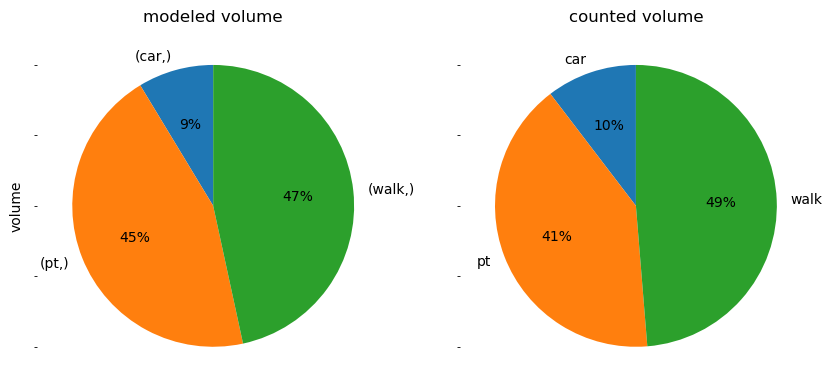 modeled volume
(car,)
9%
47%
(walk,)
45%
(pt,)
volume
counted volume
car
10%
49%
walk
41%
pt